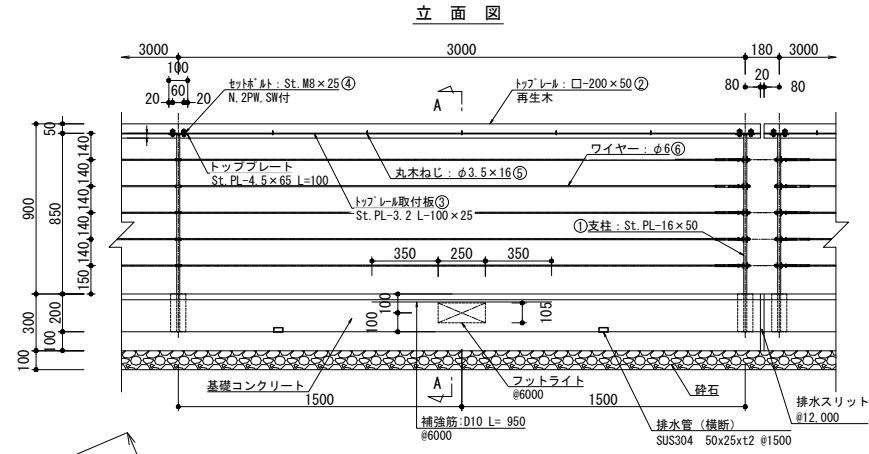 立面図
3000
3000
180
3000
100
60
20
20
80
20
80
セットボルト：St.M8×25④
N,2PW,SW付
A
トップレール：ロ-200×50②
再生木
50
140
140
140
140
140
150
900
850
トッププレート
St.PL-4.5×65 L=100
丸木ねじ：φ3.5×16⑤
ワイヤー：φ6⑥
トップレール取付板③
St.PL-3.2 L-100×25
①支柱：St.PL-16×50
350
250
350
300
200
100
100
100
100
105
基礎コンクリート
A
フットライト
@6000
砕石
1500
1500
補強筋:D10 L= 950
@6000
排水管（横断）
SUS304 50x25xt2 @1500
排水スリット
@12,000